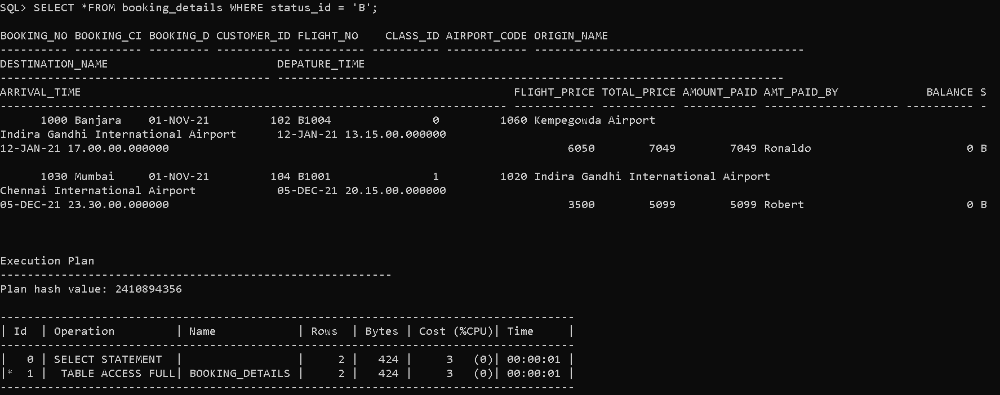 SQL> SELECT *FROM booking_details WHERE status_id = 'B';
BOOKING_NO BOOKING_CI BOOKING_D CUSTOMER_ID FLIGHT_NO    CLASS_ID AIRPORT_CODE ORIGIN_NAME
---------- ---------- --------- ----------- ---------- ---------- ------------ ----------------------------------------
DESTINATION_NAME                         DEPATURE_TIME
---------------------------------------- ---------------------------------------------------------------------------
ARRIVAL_TIME                                                                FLIGHT_PRICE TOTAL_PRICE AMOUNT_PAID AMT_PAID_BY             BALANCE S
--------------------------------------------------------------------------- ------------ ----------- ----------- -------------------- ---------- -
      1000 Banjara    01-NOV-21         102 B1004               0         1060 Kempegowda Airport
Indira Gandhi International Airport      12-JAN-21 13.15.00.000000
12-JAN-21 17.00.00.000000                                                           6050        7049        7049 Ronaldo                       0 B
      1030 Mumbai     01-NOV-21         104 B1001               1         1020 Indira Gandhi International Airport
Chennai International Airport            05-DEC-21 20.15.00.000000
05-DEC-21 23.30.00.000000                                                           3500        5099        5099 Robert                        0 B
Execution Plan
----------------------------------------------------------
Plan hash value: 2410894356
-------------------------------------------------------------------------------------
| Id  | Operation         | Name            | Rows  | Bytes | Cost (%CPU)| Time     |
-------------------------------------------------------------------------------------
|   0 | SELECT STATEMENT  |                 |     2 |   424 |     3   (0)| 00:00:01 |
|*  1 |  TABLE ACCESS FULL| BOOKING_DETAILS |     2 |   424 |     3   (0)| 00:00:01 |
-------------------------------------------------------------------------------------